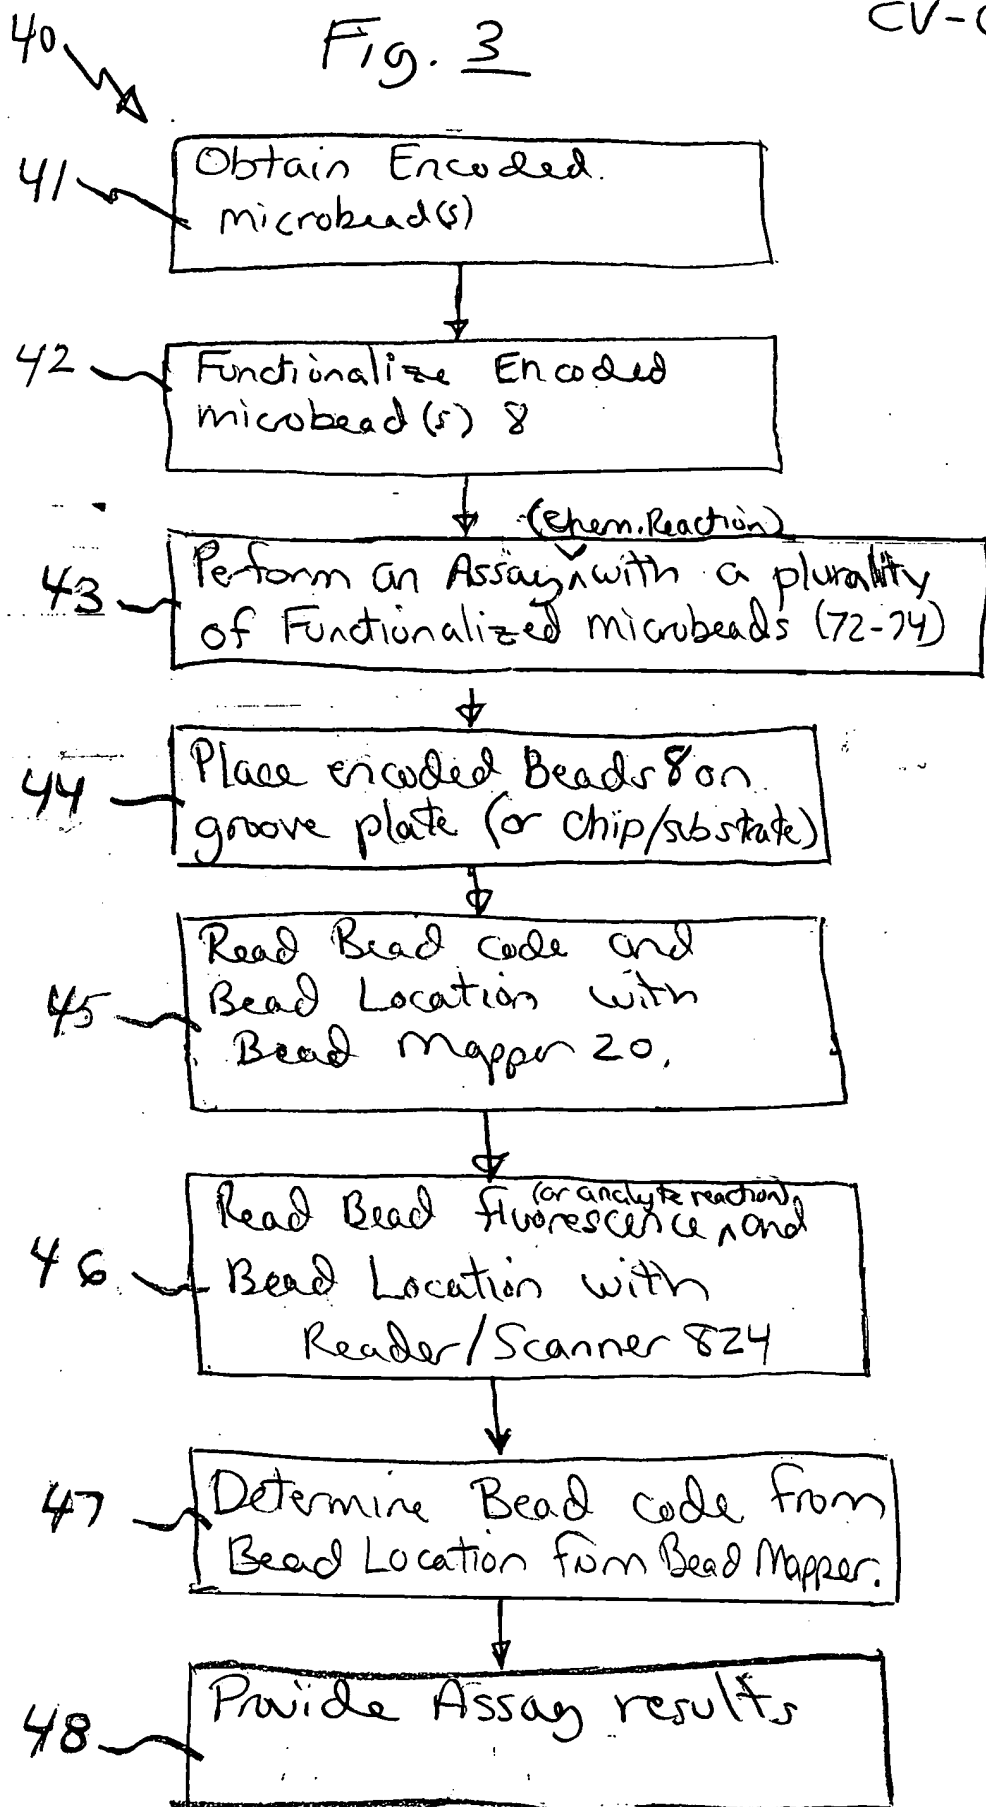 40
Fig. 3
CV-
41
Obtain Encoded
microbead(s)
42
Functionalize Encoded
microbead(s) 8
(Chem. Reaction)
43
Perform an Assay ^ with a plurality
of Functionalized microbeads (72-74)
44
Place encoded Beads 8 on
groove plate (or chip/substrate)
45
Read Bead code and
Bead Location with
Bead Mapper 20.
46
(or analyte reaction)
Read Bead fluorescence ^ and
Bead Location with
Reader/Scanner 824
47
Determine Bead code from
Bead Location from Bead Mapper.
48
Provide Assay results